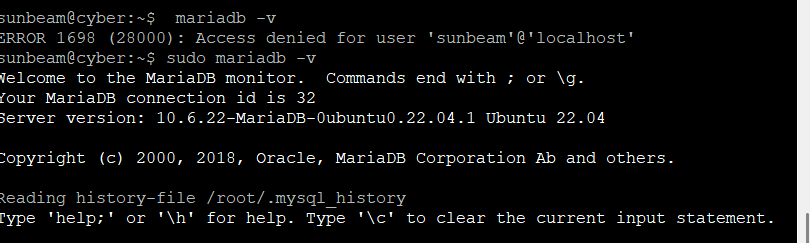 sunbeam@cyber:~$  mariadb -v
ERROR 1698 (28000): Access denied for user 'sunbeam'@'localhost'
sunbeam@cyber:~$ sudo mariadb -v
Welcome to the MariaDB monitor.  Commands end with ; or \g.
Your MariaDB connection id is 32
Server version: 10.6.22-MariaDB-0ubuntu0.22.04.1 Ubuntu 22.04
Copyright (c) 2000, 2018, Oracle, MariaDB Corporation Ab and others.
Reading history-file /root/.mysql_history
Type 'help;' or '\h' for help. Type '\c' to clear the current input statement.